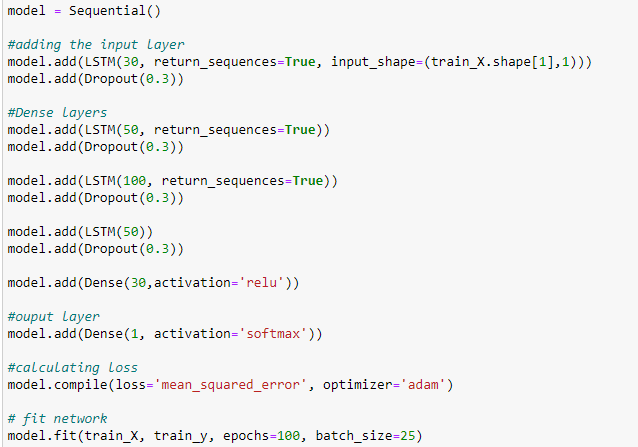 model = Sequential()
#adding the input layer
model.add(LSTM(30, return_sequences=True, input_shape=(train_X.shape[1],1)))
model.add(Dropout(0.3))
#Dense layers
model.add(LSTM(50, return_sequences=True))
model.add(Dropout(0.3))
model.add(LSTM(100, return_sequences=True))
model.add(Dropout(0.3))
model.add(LSTM(50))
model.add(Dropout(0.3))
model.add(Dense(30,activation='relu'))
#ouput layer
model.add(Dense(1, activation='softmax'))
#calculating loss
model.compile(loss='mean_squared_error', optimizer='adam')
# fit network
model.fit(train_X, train_y, epochs=100, batch_size=25)